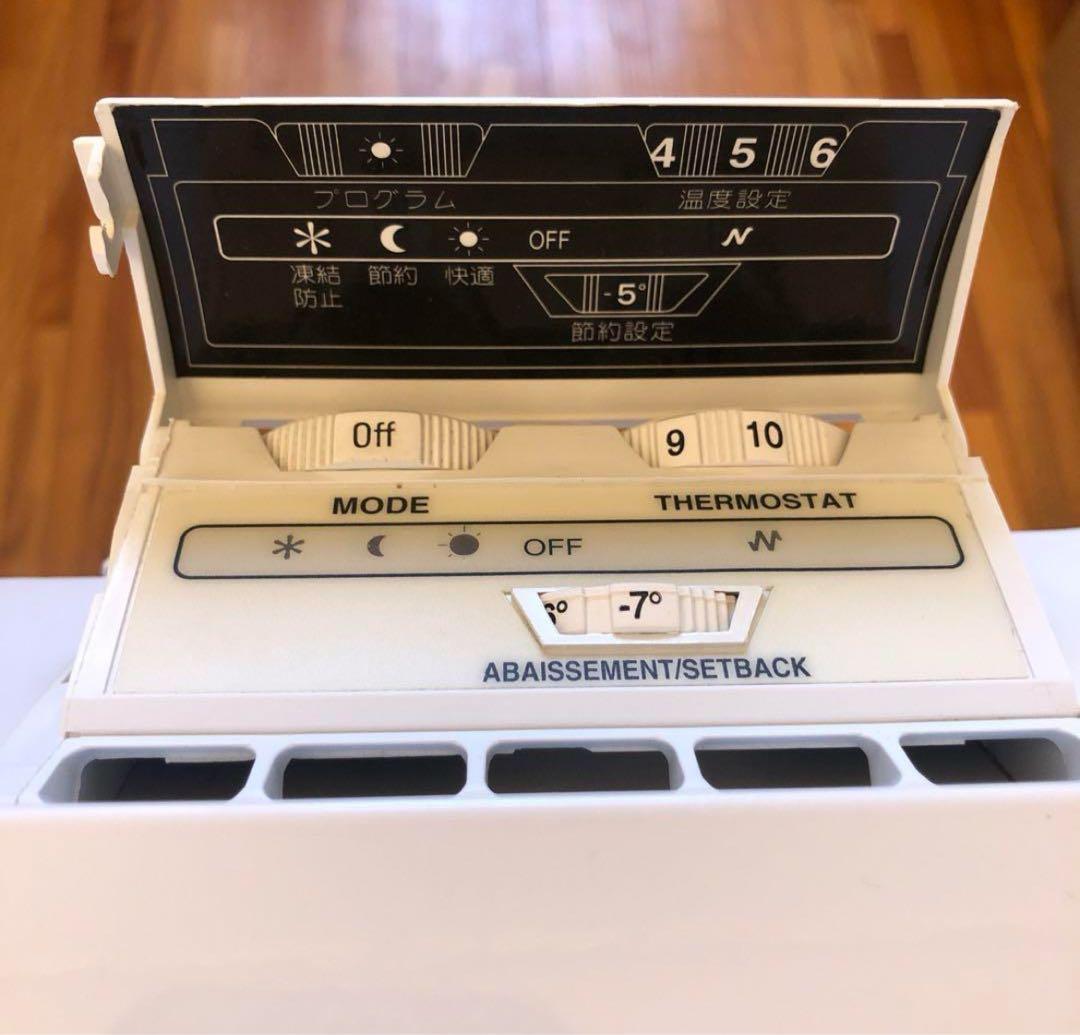 4 5 6
プログラム 温度設定
OFF
凍結防止 節約 快適
-5°
節約設定
Off 9 10
MODE THERMOSTAT
OFF
6° -7°
ABAISSEMENT/SETBACK